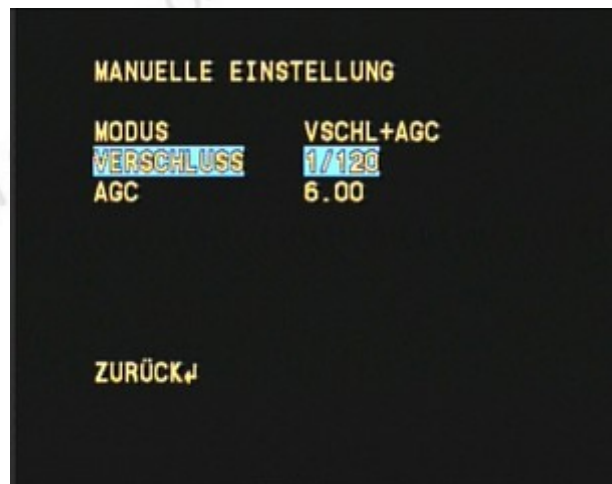 MANUELLE EINSTELLUNG
MODUS VSCHL+AGC
VERSCHLUSS 1/120
AGC 6.00
ZURÜCK↲